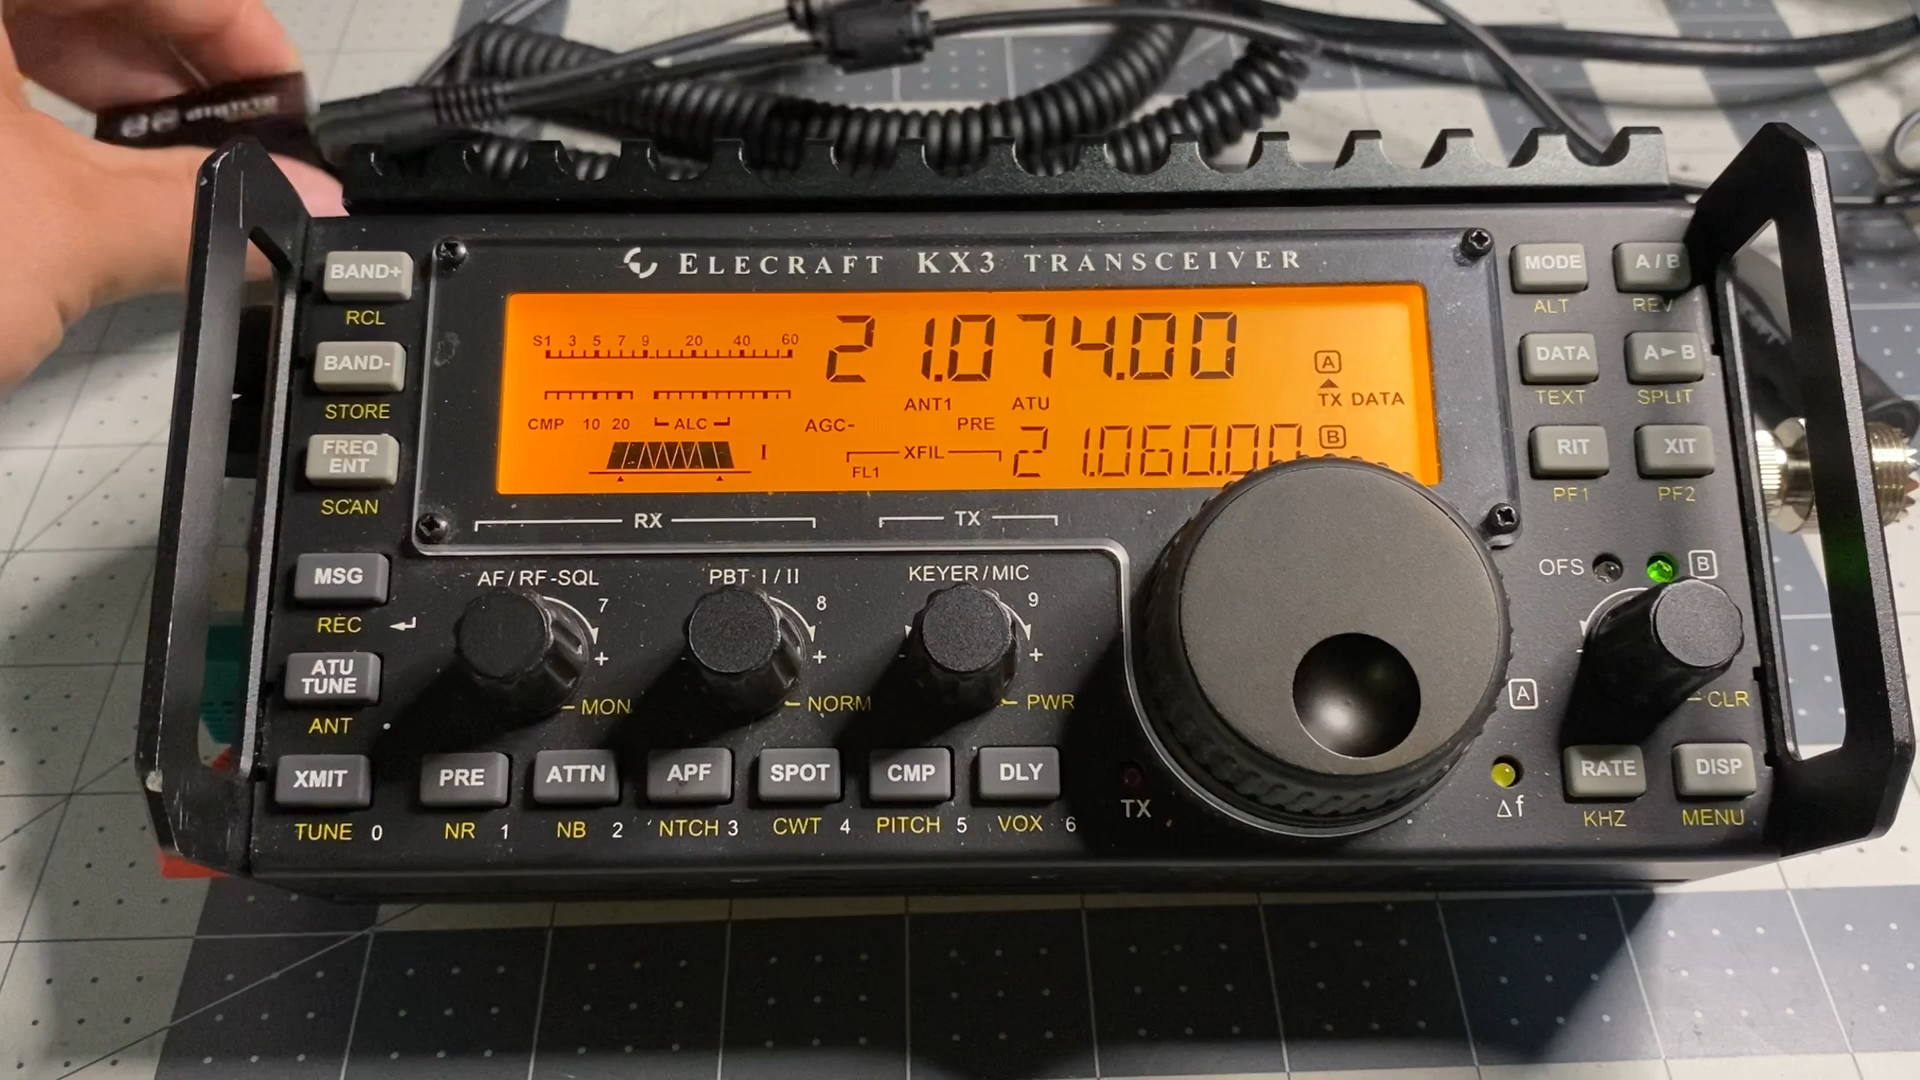 digirig
ELECRAFT KX3 TRANSCEIVER
BAND+
RCL
BAND-
STORE
FREQ
ENT
SCAN
MSG
REC
ATU
TUNE
ANT
XMIT
TUNE 0
S1 3 5 7 9 20 40 60
21.074.00
A
ANT1 ATU
TX DATA
CMP 10 20 ALC
AGC- PRE
B
I
XFIL
FL1
21.060.00
RX
TX
AF/RF-SQL
7
+
MON
PBT I/II
8
+
NORM
KEYER/MIC
9
- +
PWR
PRE
NR 1
ATTN
NB 2
APF
NTCH 3
SPOT
CWT 4
CMP
PITCH 5
DLY
VOX 6
TX
MODE
ALT
A/B
REV
DATA
TEXT
A►B
SPLIT
RIT
PF1
XIT
PF2
OFS
B
-
A
CLR
Δf
RATE
KHZ
DISP
MENU